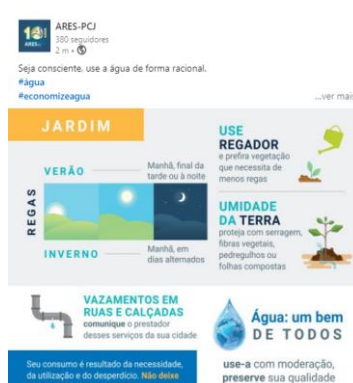 ARES-PCJ
380 seguidores
2 m •
Seja consciente, use a água de forma racional.
#água
#economizeagua
...ver mais
JARDIM
REGAS
VERÃO
Manhã, final da
tarde ou à noite
INVERNO
Manhã, em
dias alternados
USE
REGADOR
e prefira vegetação
que necessita de
menos regas
UMIDADE
DA TERRA
proteja com serragem,
fibras vegetais,
pedregulhos ou
folhas compostas
VAZAMENTOS EM
RUAS E CALÇADAS
comunique o prestador
desses serviços da sua cidade
Seu consumo é resultado da necessidade,
da utilização e do desperdício. Não deixe
Água: um bem
DE TODOS
use-a com moderação,
preserve sua qualidade